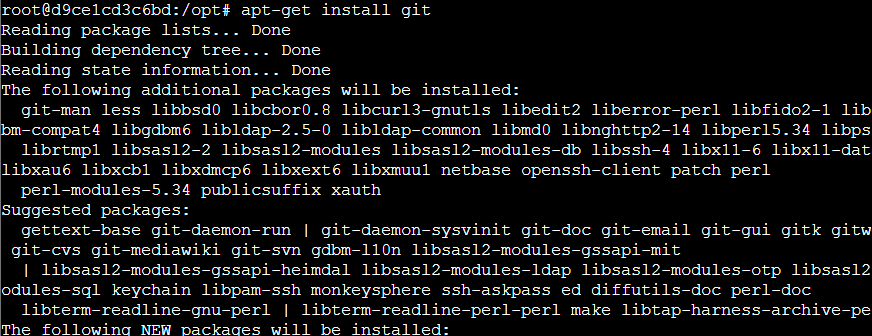 root@d9ce1cd3c6bd:/opt# apt-get install git
Reading package lists... Done
Building dependency tree... Done
Reading state information... Done
The following additional packages will be installed:
  git-man less libbsd0 libcbor0.8 libcurl3-gnutls libedit2 liberror-perl libfido2-1 lib
bm-compat4 libgdbm6 libldap-2.5-0 libldap-common libmd0 libnghttp2-14 libperl5.34 libps
  librtmp1 libsasl2-2 libsasl2-modules libsasl2-modules-db libssh-4 libx11-6 libx11-dat
libxau6 libxcb1 libxdmcp6 libxext6 libxmuu1 netbase openssh-client patch perl
  perl-modules-5.34 publicsuffix xauth
Suggested packages:
  gettext-base git-daemon-run | git-daemon-sysvinit git-doc git-email git-gui gitk gitw
 git-cvs git-mediawiki git-svn gdbm-l10n libsasl2-modules-gssapi-mit
  | libsasl2-modules-gssapi-heimdal libsasl2-modules-ldap libsasl2-modules-otp libsasl2
odules-sql keychain libpam-ssh monkeysphere ssh-askpass ed diffutils-doc perl-doc
  libterm-readline-gnu-perl | libterm-readline-perl-perl make libtap-harness-archive-pe
The following NEW packages will be installed: